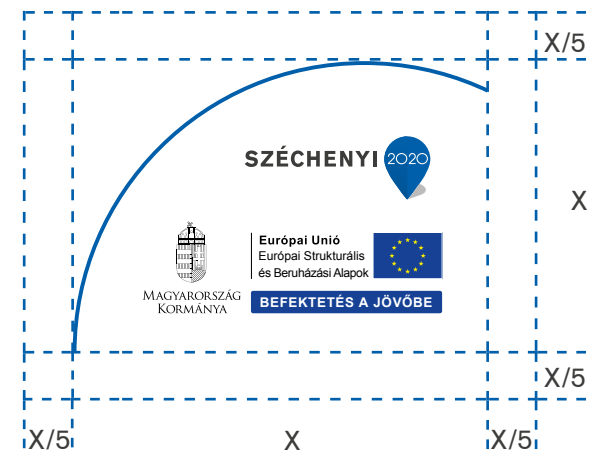 X/5
SZÉCHENYI 2020
X
Európai Unió
Európai Strukturális
és Beruházási Alapok
MAGYARORSZÁG
KORMÁNYA
BEFEKTETÉS A JÖVŐBE
X/5
X/5
X
X/5